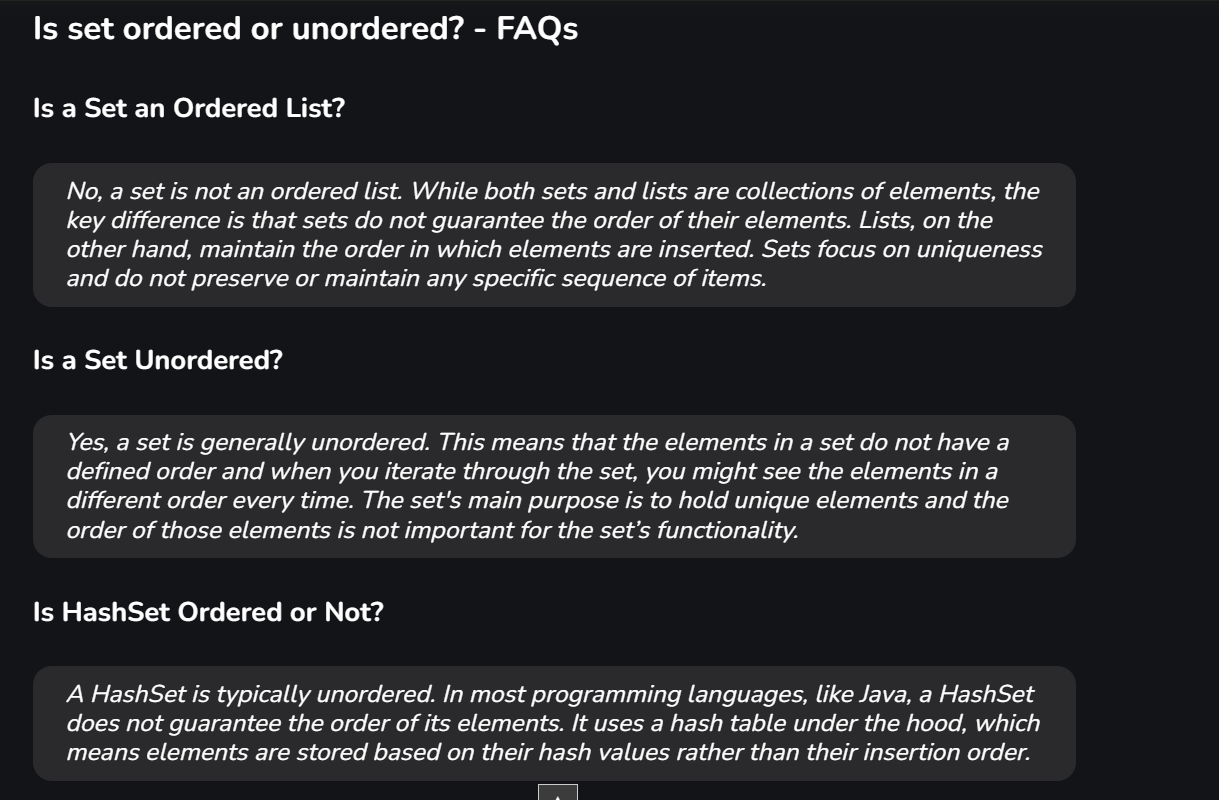 Is set ordered or unordered? - FAQs
Is a Set an Ordered List?
No, a set is not an ordered list. While both sets and lists are collections of elements, the
key difference is that sets do not guarantee the order of their elements. Lists, on the
other hand, maintain the order in which elements are inserted. Sets focus on uniqueness
and do not preserve or maintain any specific sequence of items.
Is a Set Unordered?
Yes, a set is generally unordered. This means that the elements in a set do not have a
defined order and when you iterate through the set, you might see the elements in a
different order every time. The set's main purpose is to hold unique elements and the
order of those elements is not important for the set’s functionality.
Is HashSet Ordered or Not?
A HashSet is typically unordered. In most programming languages, like Java, a HashSet
does not guarantee the order of its elements. It uses a hash table under the hood, which
means elements are stored based on their hash values rather than their insertion order.